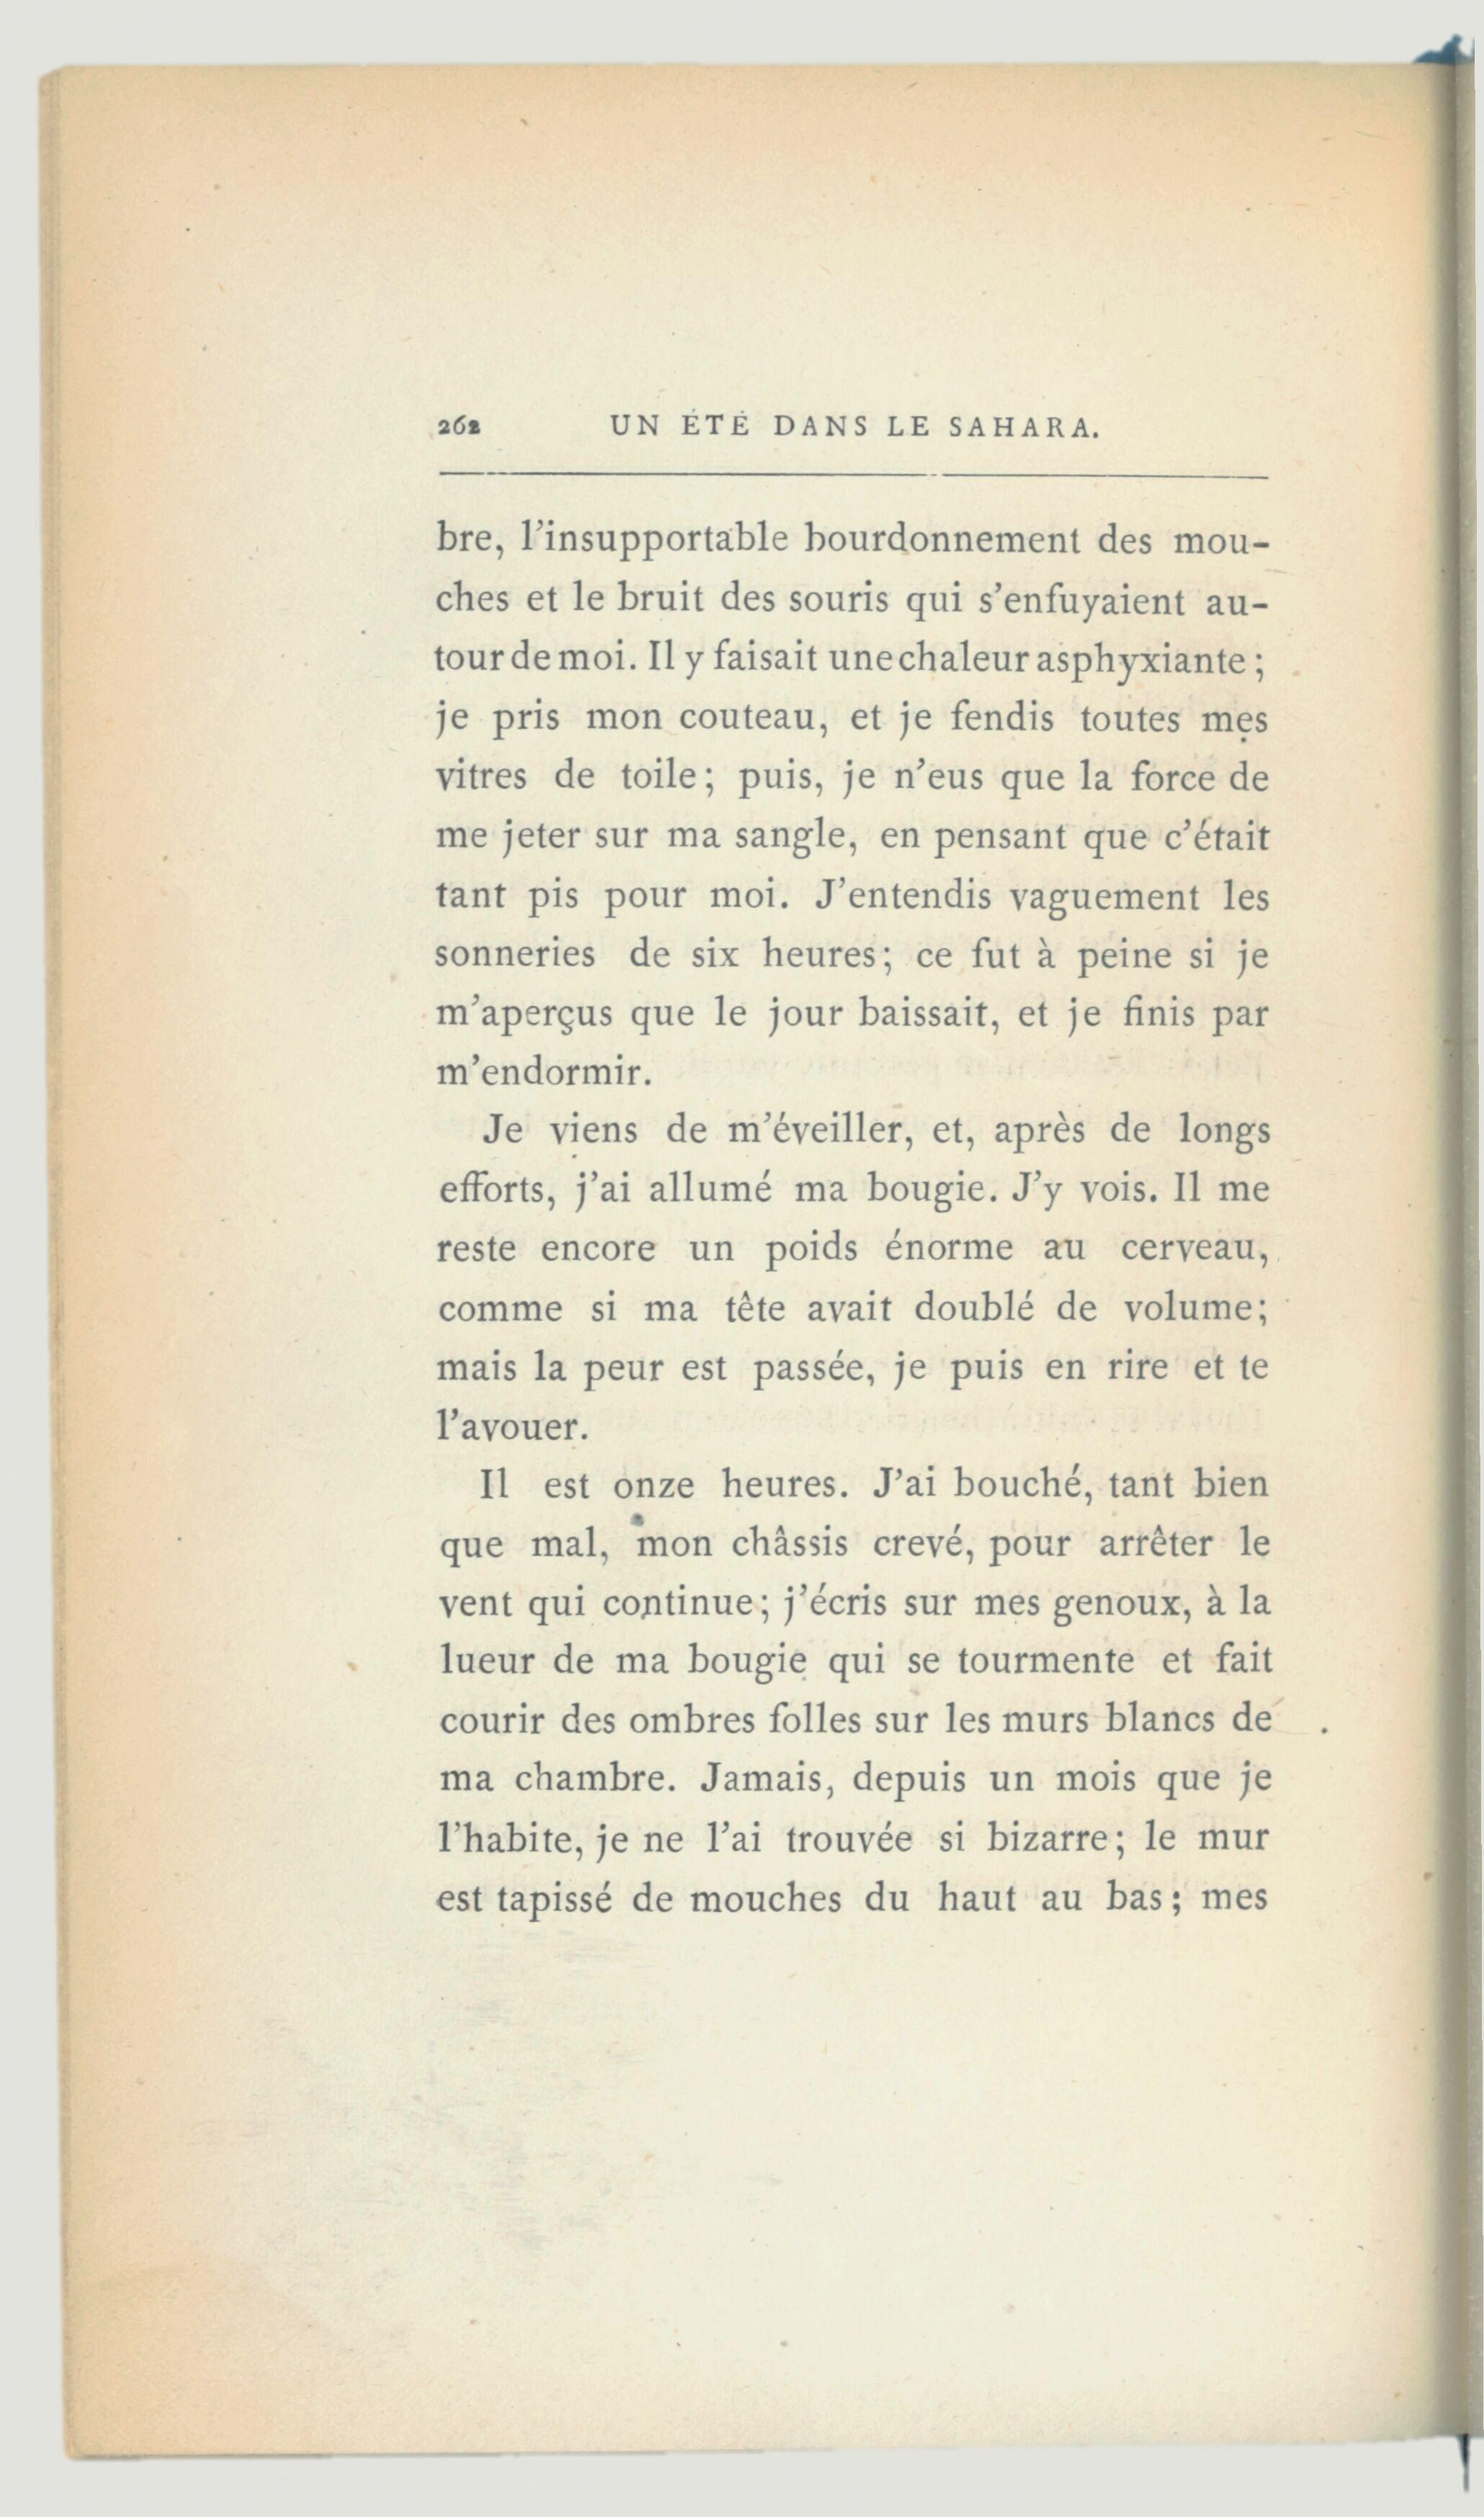 262 UN ÉTÉ DANS LE SAHARA.
bre, l'insupportable bourdonnement des mou-
ches et le bruit des souris qui s'enfuyaient au-
tour de moi. Il y faisait une chaleur asphyxiante ;
je pris mon couteau, et je fendis toutes mes
vitres de toile; puis, je n'eus que la force de
me jeter sur ma sangle, en pensant que c'était
tant pis pour moi. J'entendis vaguement les
sonneries de six heures; ce fut à peine si je
m'aperçus que le jour baissait, et je finis par
m'endormir.
Je viens de m'éveiller, et, après de longs
efforts, j'ai allumé ma bougie. J'y vois. Il me
reste encore un poids énorme au cerveau,
comme si ma tête avait doublé de volume;
mais la peur est passée, je puis en rire et te
l'avouer.
Il est onze heures. J'ai bouché, tant bien
que mal, mon châssis crevé, pour arrêter le
vent qui continue; j'écris sur mes genoux, à la
lueur de ma bougie qui se tourmente et fait
courir des ombres folles sur les murs blancs de
ma chambre. Jamais, depuis un mois que je
l'habite, je ne l'ai trouvée si bizarre; le mur
est tapissé de mouches du haut au bas; mes